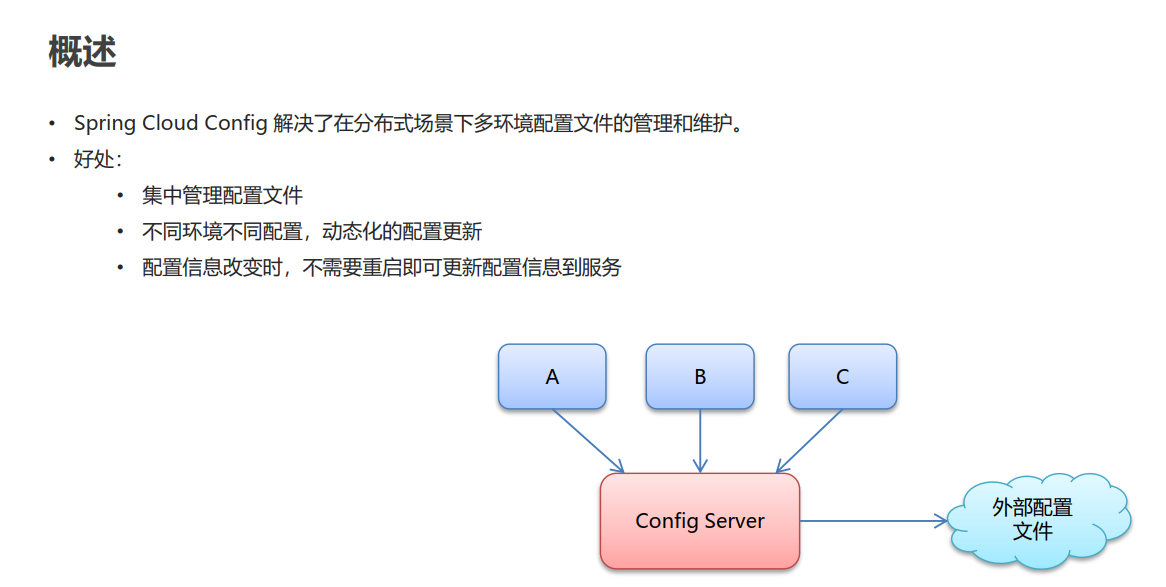 概述
• Spring Cloud Config 解决了在分布式场景下多环境配置文件的管理和维护。
• 好处：
• 集中管理配置文件
• 不同环境不同配置，动态化的配置更新
• 配置信息改变时，不需要重启即可更新配置信息到服务
A
B
C
Config Server
外部配置
文件